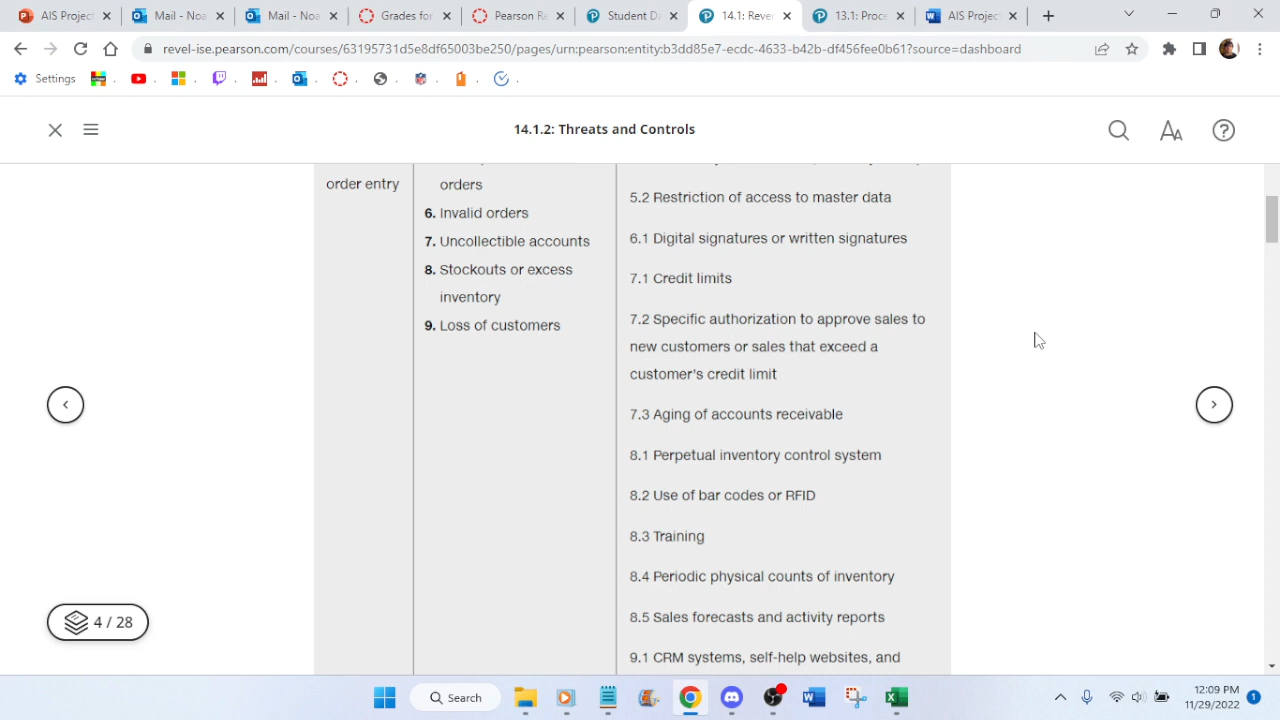 AIS Project
Mail - Noa
Mail - Noa
Grades for
Pearson Re
Student Da
14.1: Rever
13.1: Proce
AIS Project
revel-ise.pearson.com/courses/63195731d5e8df65003be250/pages/urn:pearson:entity:b3dd85e7-ecdc-4633-b42b-df456fee0b61?source=dashboard
Settings
14.1.2: Threats and Controls
order entry
orders
6. Invalid orders
7. Uncollectible accounts
8. Stockouts or excess
inventory
9. Loss of customers
5.2 Restriction of access to master data
6.1 Digital signatures or written signatures
7.1 Credit limits
7.2 Specific authorization to approve sales to
new customers or sales that exceed a
customer's credit limit
7.3 Aging of accounts receivable
8.1 Perpetual inventory control system
8.2 Use of bar codes or RFID
8.3 Training
8.4 Periodic physical counts of inventory
8.5 Sales forecasts and activity reports
9.1 CRM systems, self-help websites, and
4 / 28
Search
12:09 PM
11/29/2022
1